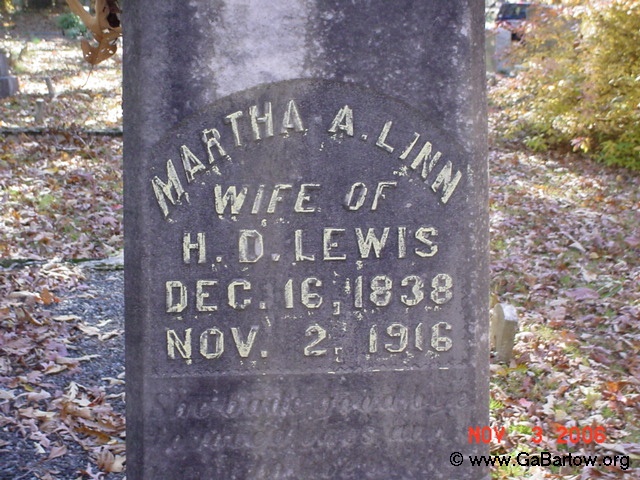 MARTHA A. LINN
WIFE OF
H. D. LEWIS
DEC. 16, 1838
NOV. 2, 1916
NOV 3 2008
© www.GaBartow.org